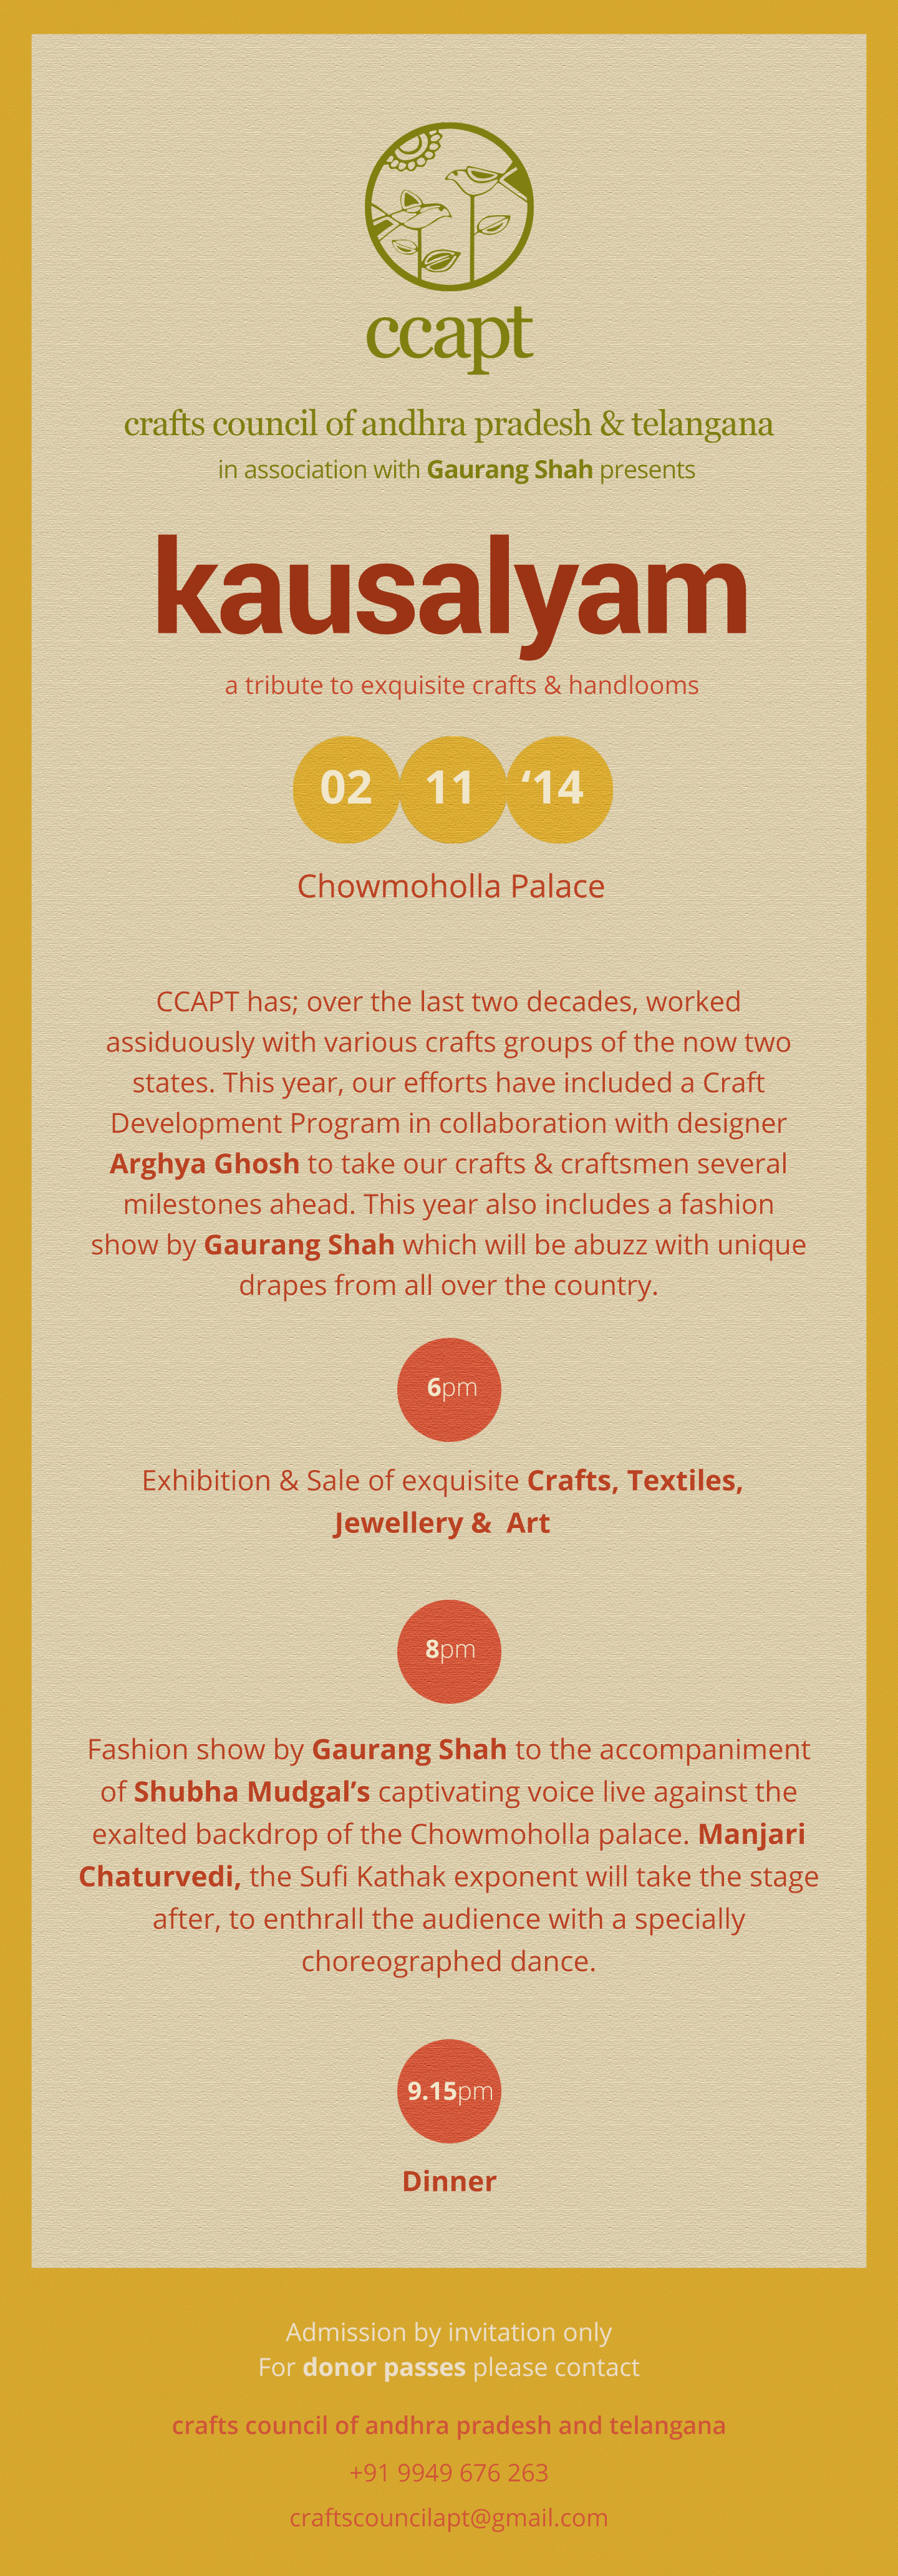 ccapt
crafts council of andhra pradesh & telangana
in association with Gaurang Shah presents
kausalyam
a tribute to exquisite crafts & handlooms
02 11 ‘14
Chowmoholla Palace
CCAPT has; over the last two decades, worked
assiduously with various crafts groups of the now two
states. This year, our efforts have included a Craft
Development Program in collaboration with designer
Arghya Ghosh to take our crafts & craftsmen several
milestones ahead. This year also includes a fashion
show by Gaurang Shah which will be abuzz with unique
drapes from all over the country.
6pm
Exhibition & Sale of exquisite Crafts, Textiles,
Jewellery & Art
8pm
Fashion show by Gaurang Shah to the accompaniment
of Shubha Mudgal’s captivating voice live against the
exalted backdrop of the Chowmoholla palace. Manjari
Chaturvedi, the Sufi Kathak exponent will take the stage
after, to enthrall the audience with a specially
choreographed dance.
9.15pm
Dinner
Admission by invitation only
For donor passes please contact
crafts council of andhra pradesh and telangana
+91 9949 676 263
craftscouncilapt@gmail.com